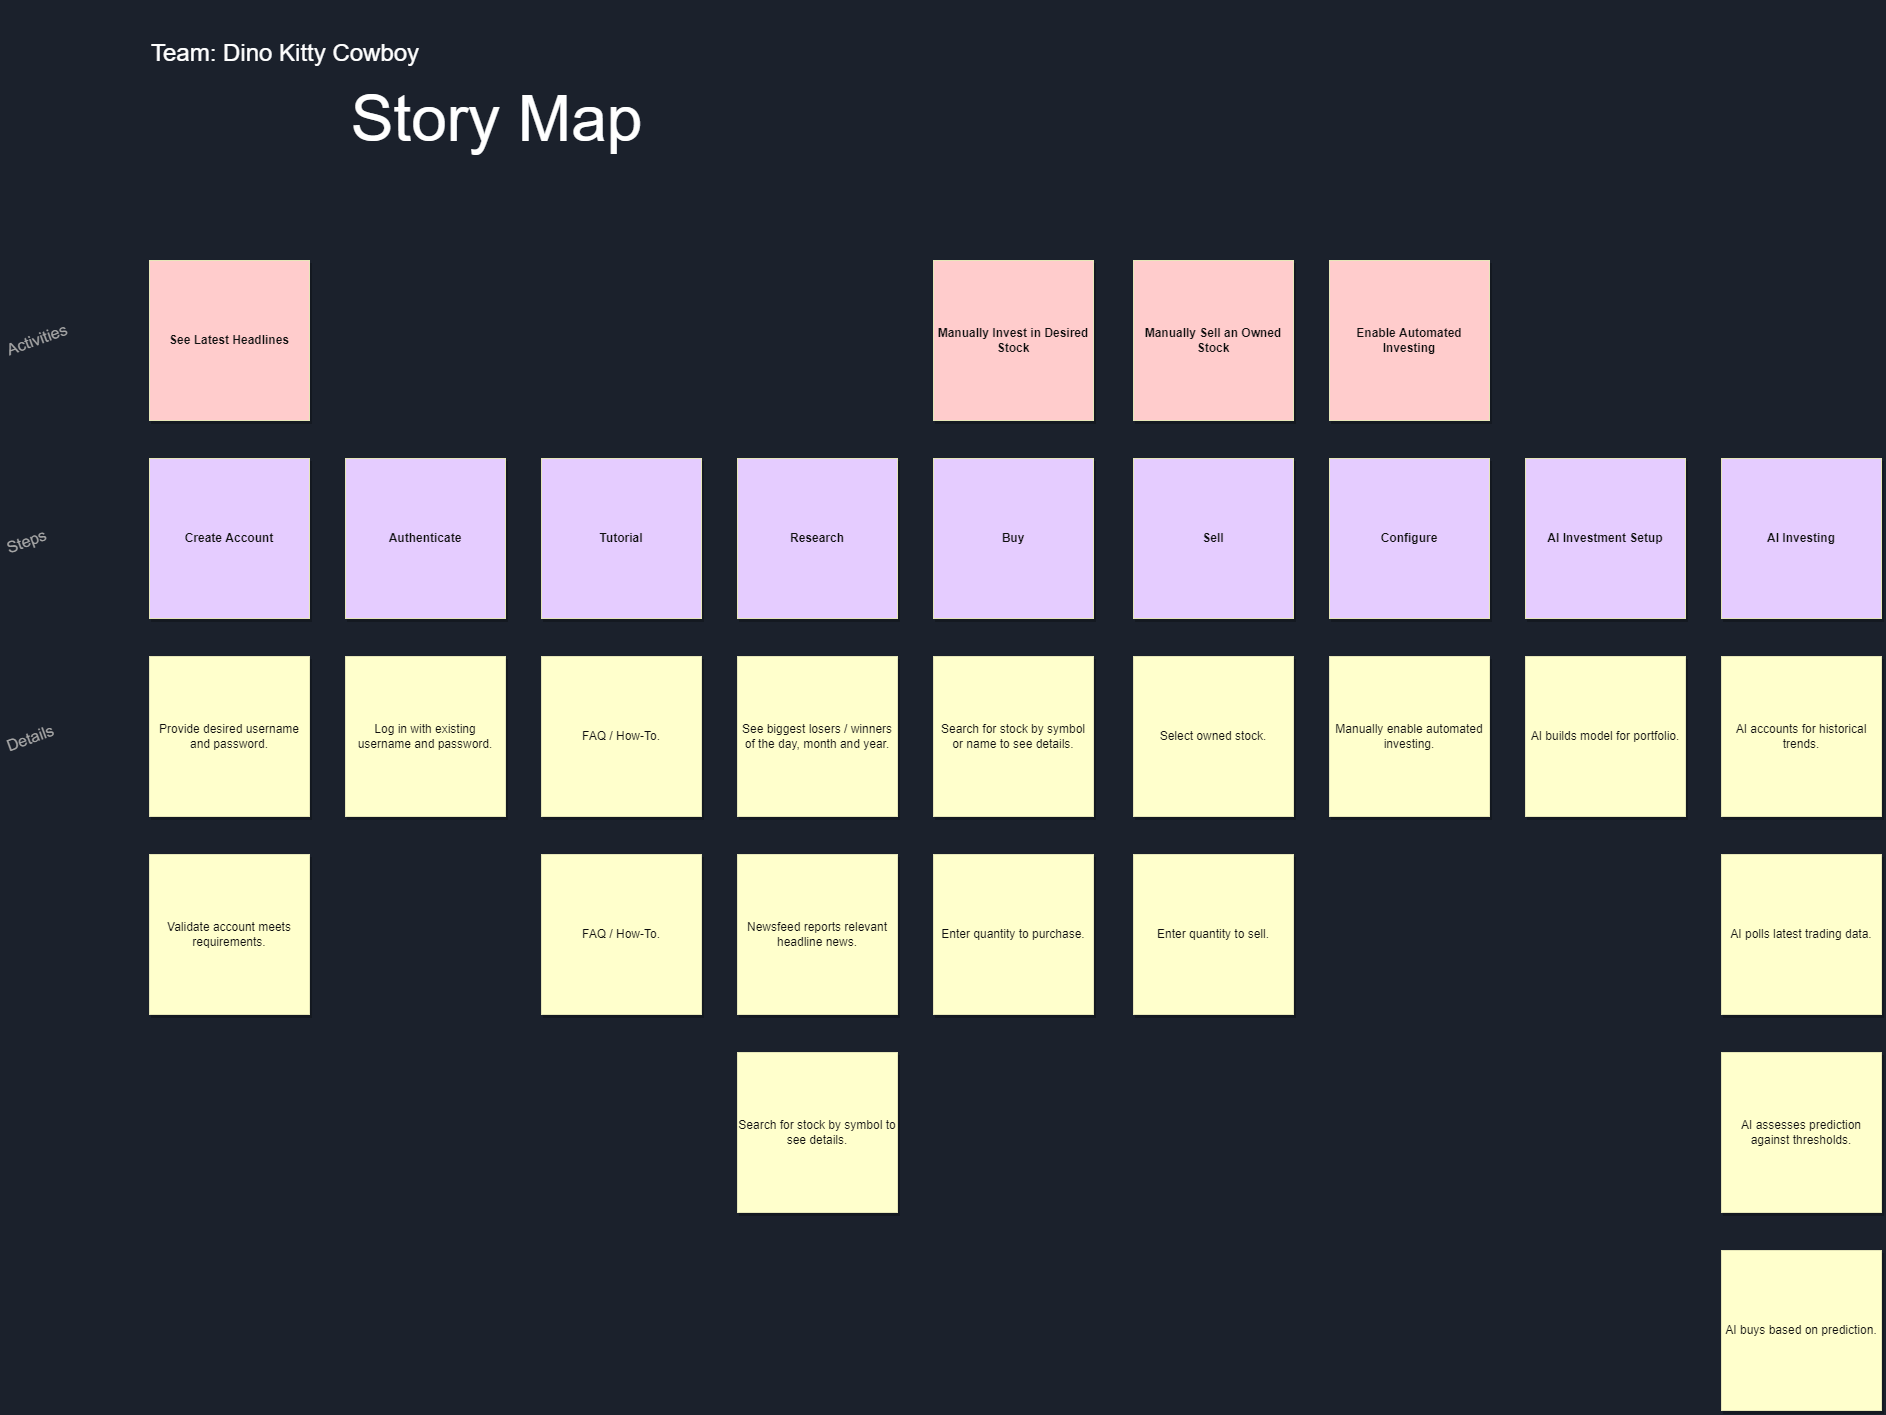 Team: Dino Kitty Cowboy
Story Map
Activities
See Latest Headlines
Manually Invest in Desired
Stock
Manually Sell an Owned
Stock
Enable Automated
Investing
Steps
Create Account
Authenticate
Tutorial
Research
Buy
Sell
Configure
AI Investment Setup
AI Investing
Details
Provide desired username
and password.
Log in with existing
username and password.
FAQ / How-To.
See biggest losers / winners
of the day, month and year.
Search for stock by symbol
or name to see details.
Select owned stock.
Manually enable automated
investing.
AI builds model for portfolio.
AI accounts for historical
trends.
Validate account meets
requirements.
FAQ / How-To.
Newsfeed reports relevant
headline news.
Enter quantity to purchase.
Enter quantity to sell.
AI polls latest trading data.
Search for stock by symbol to
see details.
AI assesses prediction
against thresholds.
AI buys based on prediction.